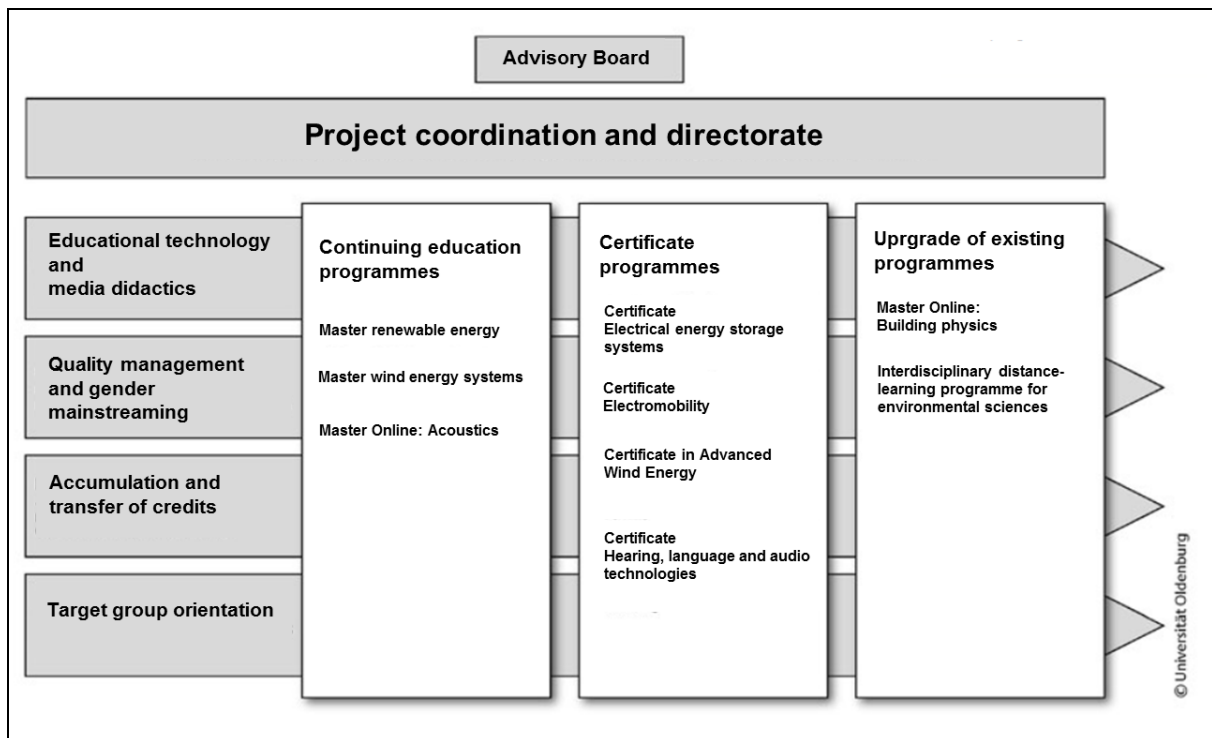 Advisory Board
Project coordination and directorate
Educational technology
and
media didactics
Quality management
and gender
mainstreaming
Accumulation and
transfer of credits
Target group orientation
Continuing education
programmes
Master renewable energy
Master wind energy systems
Master Online: Acoustics
Certificate
programmes
Certificate
Electrical energy storage
systems
Certificate
Electromobility
Certificate in Advanced
Wind Energy
Certificate
Hearing, language and audio
technologies
Uprgrade of existing
programmes
Master Online:
Building physics
Interdisciplinary distance-
learning programme for
environmental sciences
© Universität Oldenburg